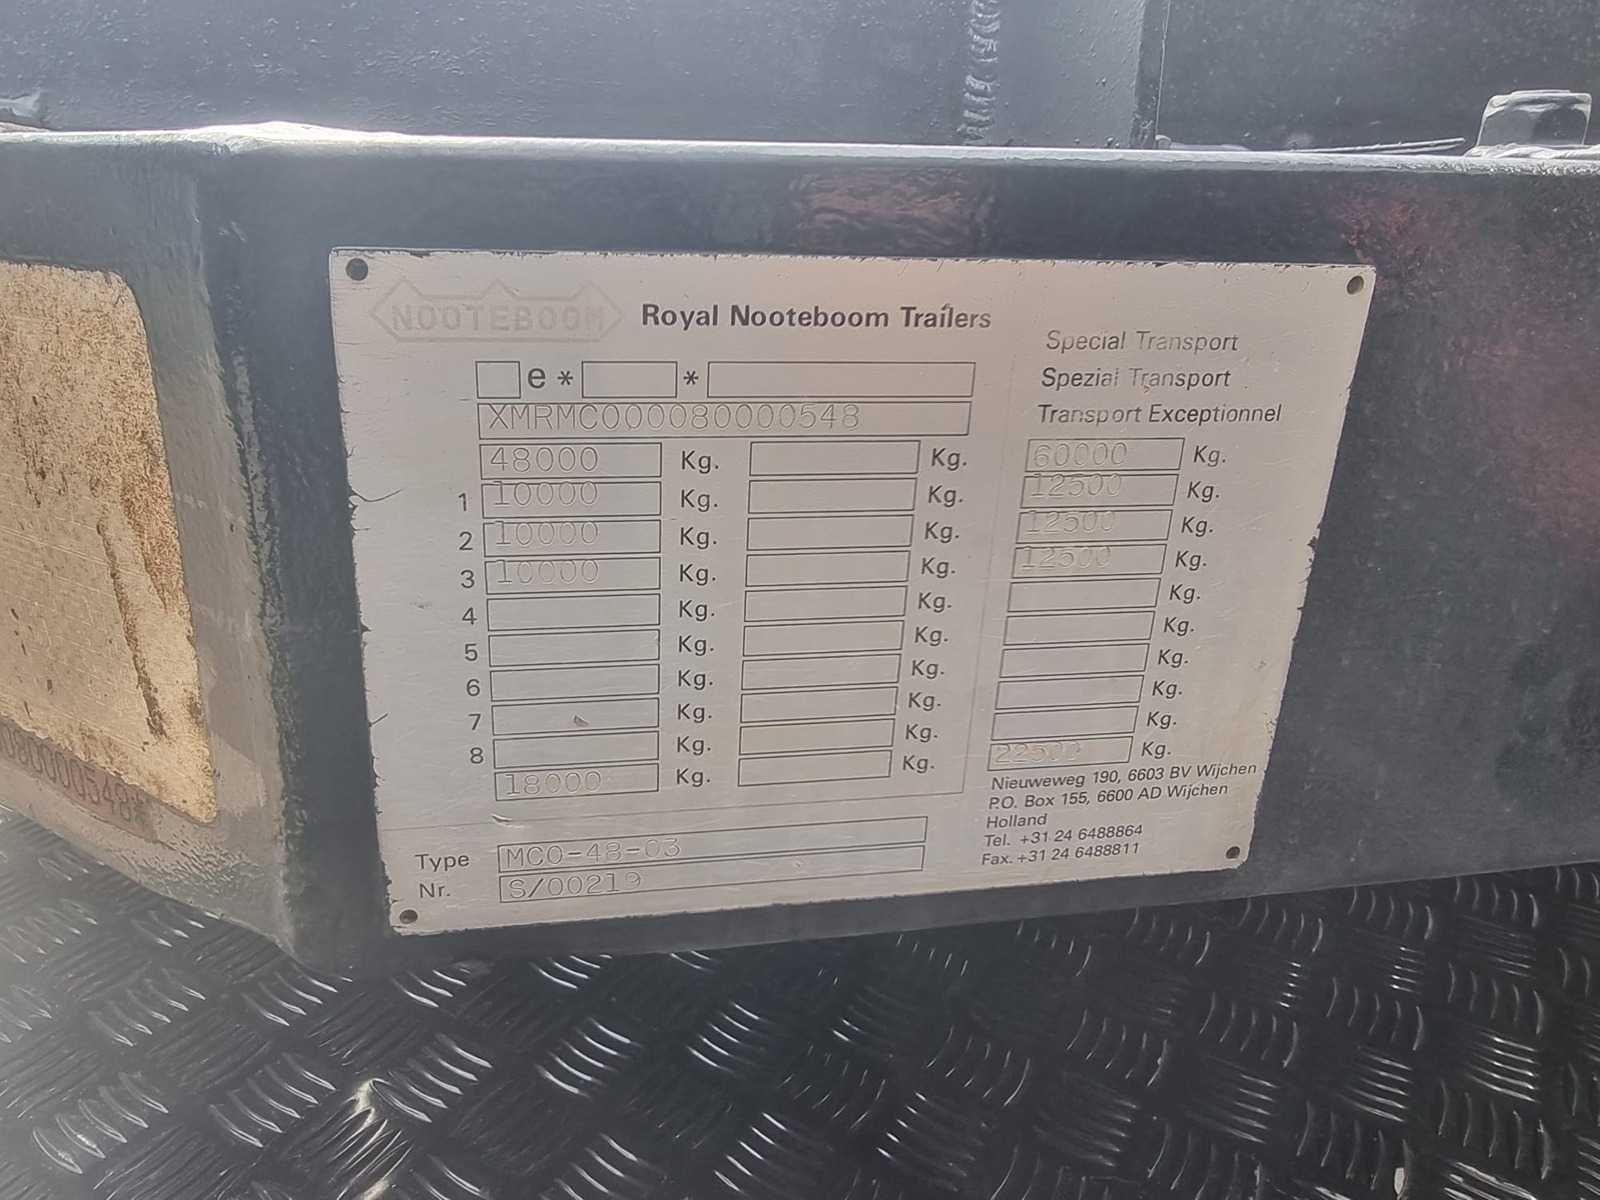 NOOTEBOOM Royal Nooteboom Trailers
Special Transport
e * *
Spezial Transport
XMRMC000080000548
Transport Exceptionnel
48000 Kg. Kg. 60000 Kg.
1 10000 Kg. Kg. 12500 Kg.
2 10000 Kg. Kg. 12500 Kg.
3 10000 Kg. Kg. 12500 Kg.
4 Kg. Kg. Kg.
5 Kg. Kg. Kg.
6 Kg. Kg. Kg.
7 Kg. Kg. Kg.
8 Kg. Kg. Kg.
18000 Kg. Kg. 22500 Kg.
Nieuweweg 190, 6603 BV Wijchen
P.O. Box 155, 6600 AD Wijchen
Holland
Tel. +31 24 6488864
Fax. +31 24 6488811
Type MCO-48-03
Nr. S/00219
080000548*